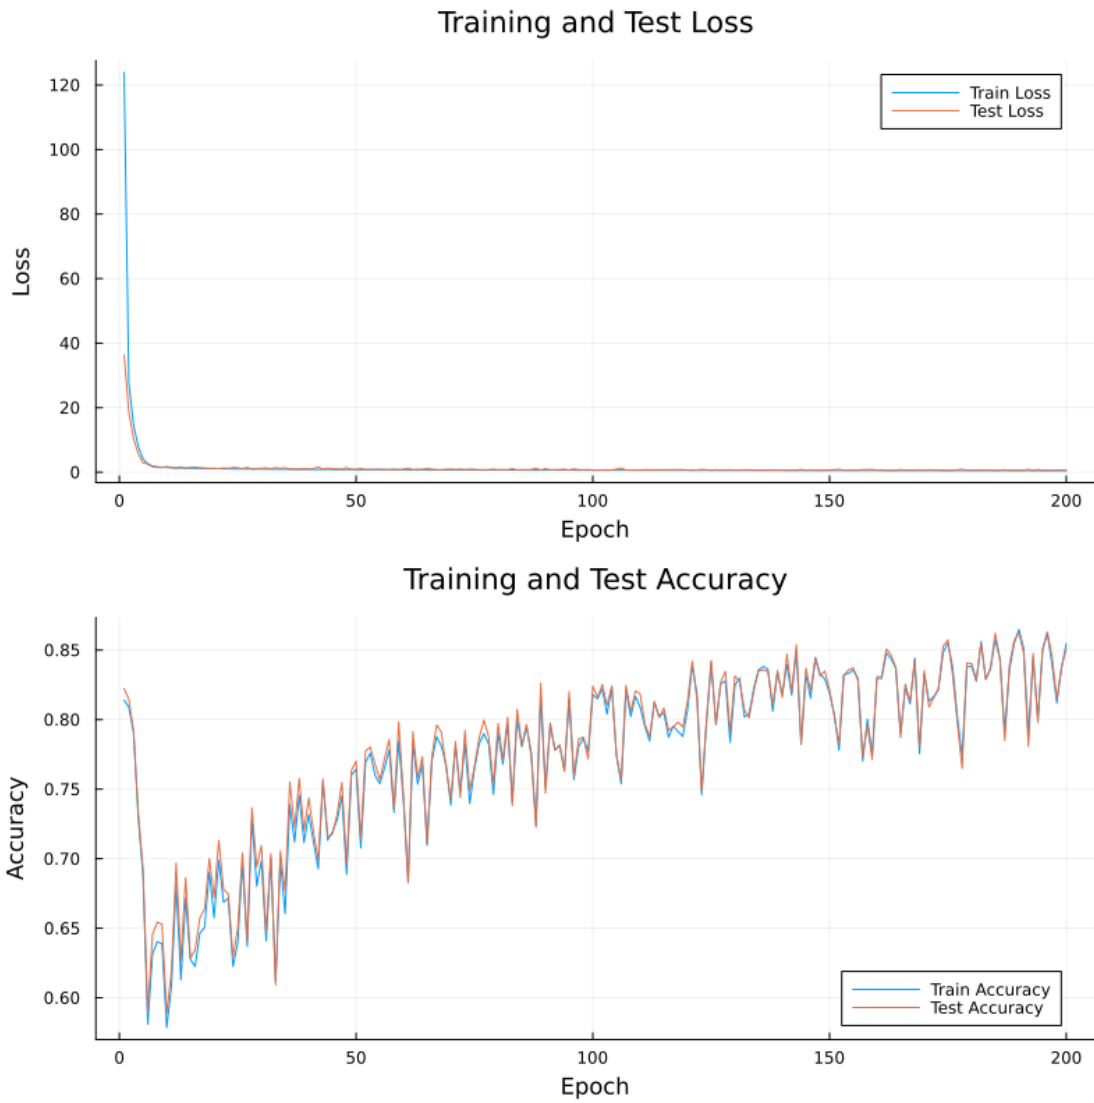 Training and Test Loss
120
100
80
60
40
20
0
Loss
Train Loss
Test Loss
0 50 100 150 200
Epoch
Training and Test Accuracy
0.85
0.80
0.75
0.70
0.65
0.60
Accuracy
Train Accuracy
Test Accuracy
0 50 100 150 200
Epoch